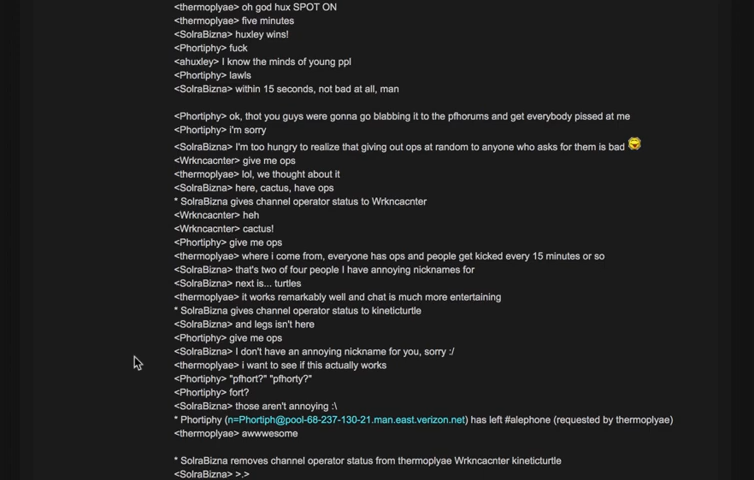 <thermoplyae> oh god hux SPOT ON
<thermoplyae> five minutes
<SolraBizna> huxley wins!
<Phortiphy> fuck
<ahuxley> I know the minds of young ppl
<Phortiphy> lawls
<SolraBizna> within 15 seconds, not bad at all, man
<Phortiphy> ok, thot you guys were gonna go blabbing it to the pfhorums and get everybody pissed at me
<Phortiphy> i'm sorry
<SolraBizna> I'm too hungry to realize that giving out ops at random to anyone who asks for them is bad
<Wrkncacnter> give me ops
<thermoplyae> lol, we thought about it
<SolraBizna> here, cactus, have ops
* SolraBizna gives channel operator status to Wrkncacnter
<Wrkncacnter> heh
<Wrkncacnter> cactus!
<Phortiphy> give me ops
<thermoplyae> where i come from, everyone has ops and people get kicked every 15 minutes or so
<SolraBizna> that's two of four people I have annoying nicknames for
<SolraBizna> next is... turtles
<thermoplyae> it works remarkably well and chat is much more entertaining
* SolraBizna gives channel operator status to kineticturtle
<SolraBizna> and legs isn't here
<Phortiphy> give me ops
<SolraBizna> I don't have an annoying nickname for you, sorry :/
<thermoplyae> i want to see if this actually works
<Phortiphy> "pfhort?" "pfhorty?"
<Phortiphy> fort?
<SolraBizna> those aren't annoying :\
* Phortiphy (n=Phortiph@pool-68-237-130-21.man.east.verizon.net) has left #alephone (requested by thermoplyae)
<thermoplyae> awwwesome
* SolraBizna removes channel operator status from thermoplyae Wrkncacnter kineticturtle
<SolraBizna> >.>